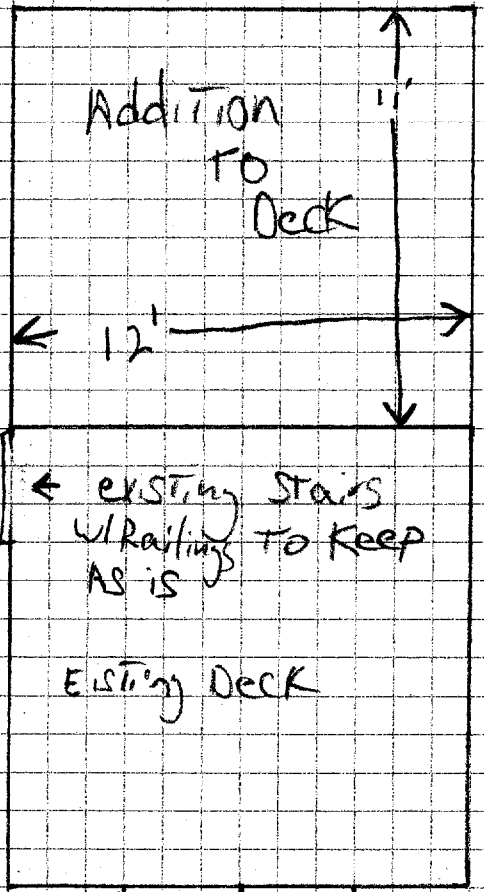 Addition
To
Deck
11'
12'
existing Stairs
W/Railings To Keep
As is
Existing Deck